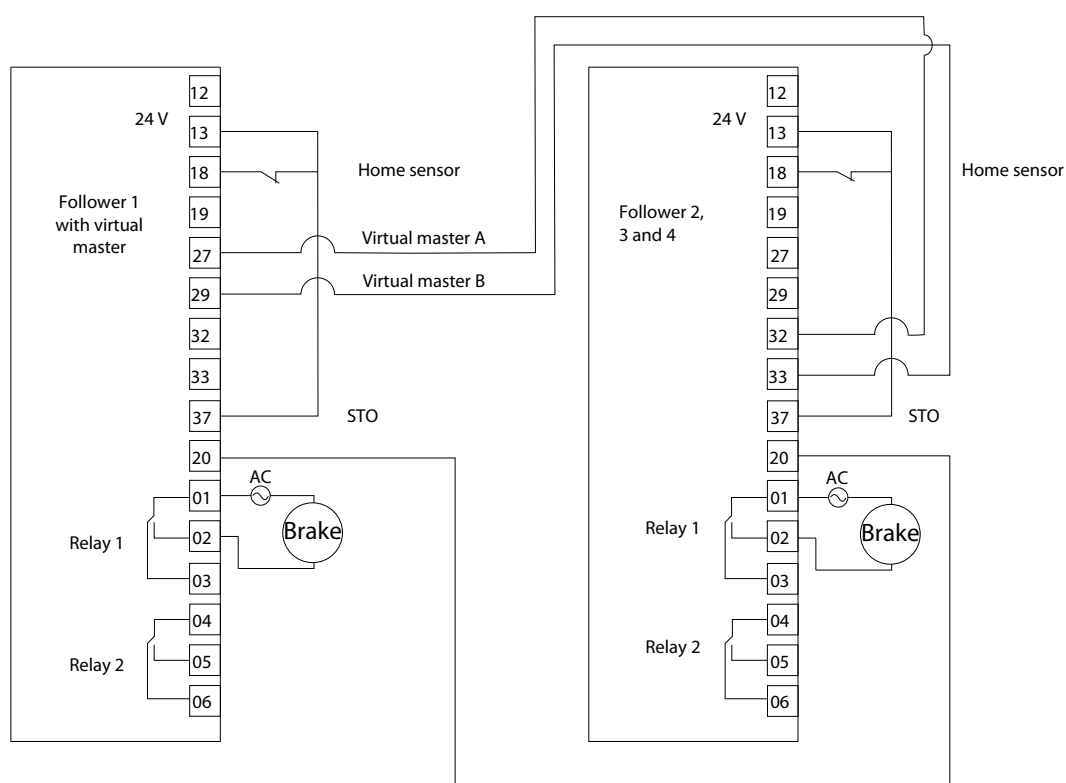 12
24 V
13
18
Home sensor
Follower 1
with virtual
master
19
27
Virtual master A
29
Virtual master B
32
33
37
STO
20
AC
01
Brake
Relay 1
02
03
04
Relay 2
05
06
12
24 V
13
18
Home sensor
Follower 2,
3 and 4
19
27
29
32
33
37
STO
20
AC
01
Brake
Relay 1
02
03
04
Relay 2
05
06